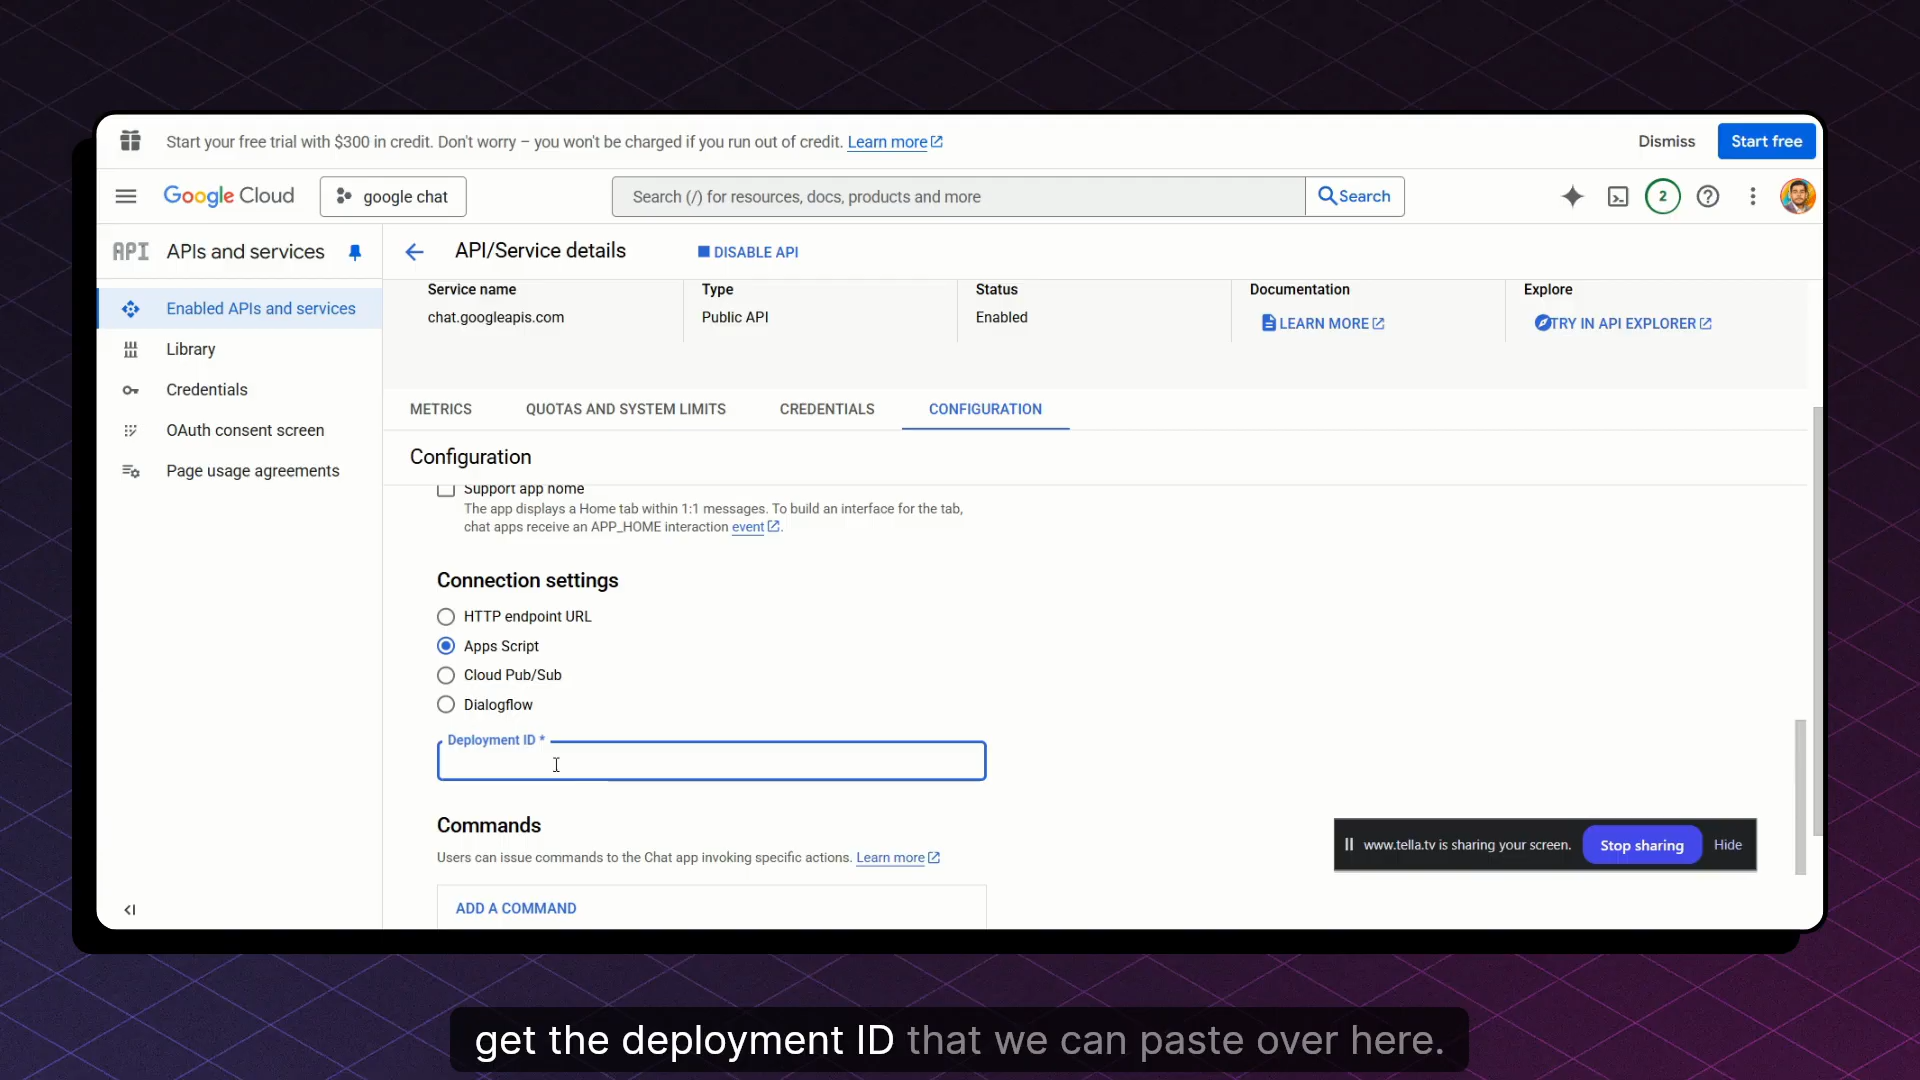 Start your free trial with $300 in credit. Don't worry – you won't be charged if you run out of credit. Learn more
Dismiss
Start free
Google Cloud
google chat
Search (/) for resources, docs, products and more
Search
2
API
APIs and services
API/Service details
DISABLE API
Enabled APIs and services
Library
Credentials
OAuth consent screen
Page usage agreements
Service name
chat.googleapis.com
Type
Public API
Status
Enabled
Documentation
LEARN MORE
Explore
TRY IN API EXPLORER
METRICS
QUOTAS AND SYSTEM LIMITS
CREDENTIALS
CONFIGURATION
Configuration
Support app home
The app displays a Home tab within 1:1 messages. To build an interface for the tab,
chat apps receive an APP_HOME interaction event.
Connection settings
HTTP endpoint URL
Apps Script
Cloud Pub/Sub
Dialogflow
Deployment ID *
Commands
Users can issue commands to the Chat app invoking specific actions. Learn more
ADD A COMMAND
www.tella.tv is sharing your screen.
Stop sharing
Hide
get the deployment ID that we can paste over here.